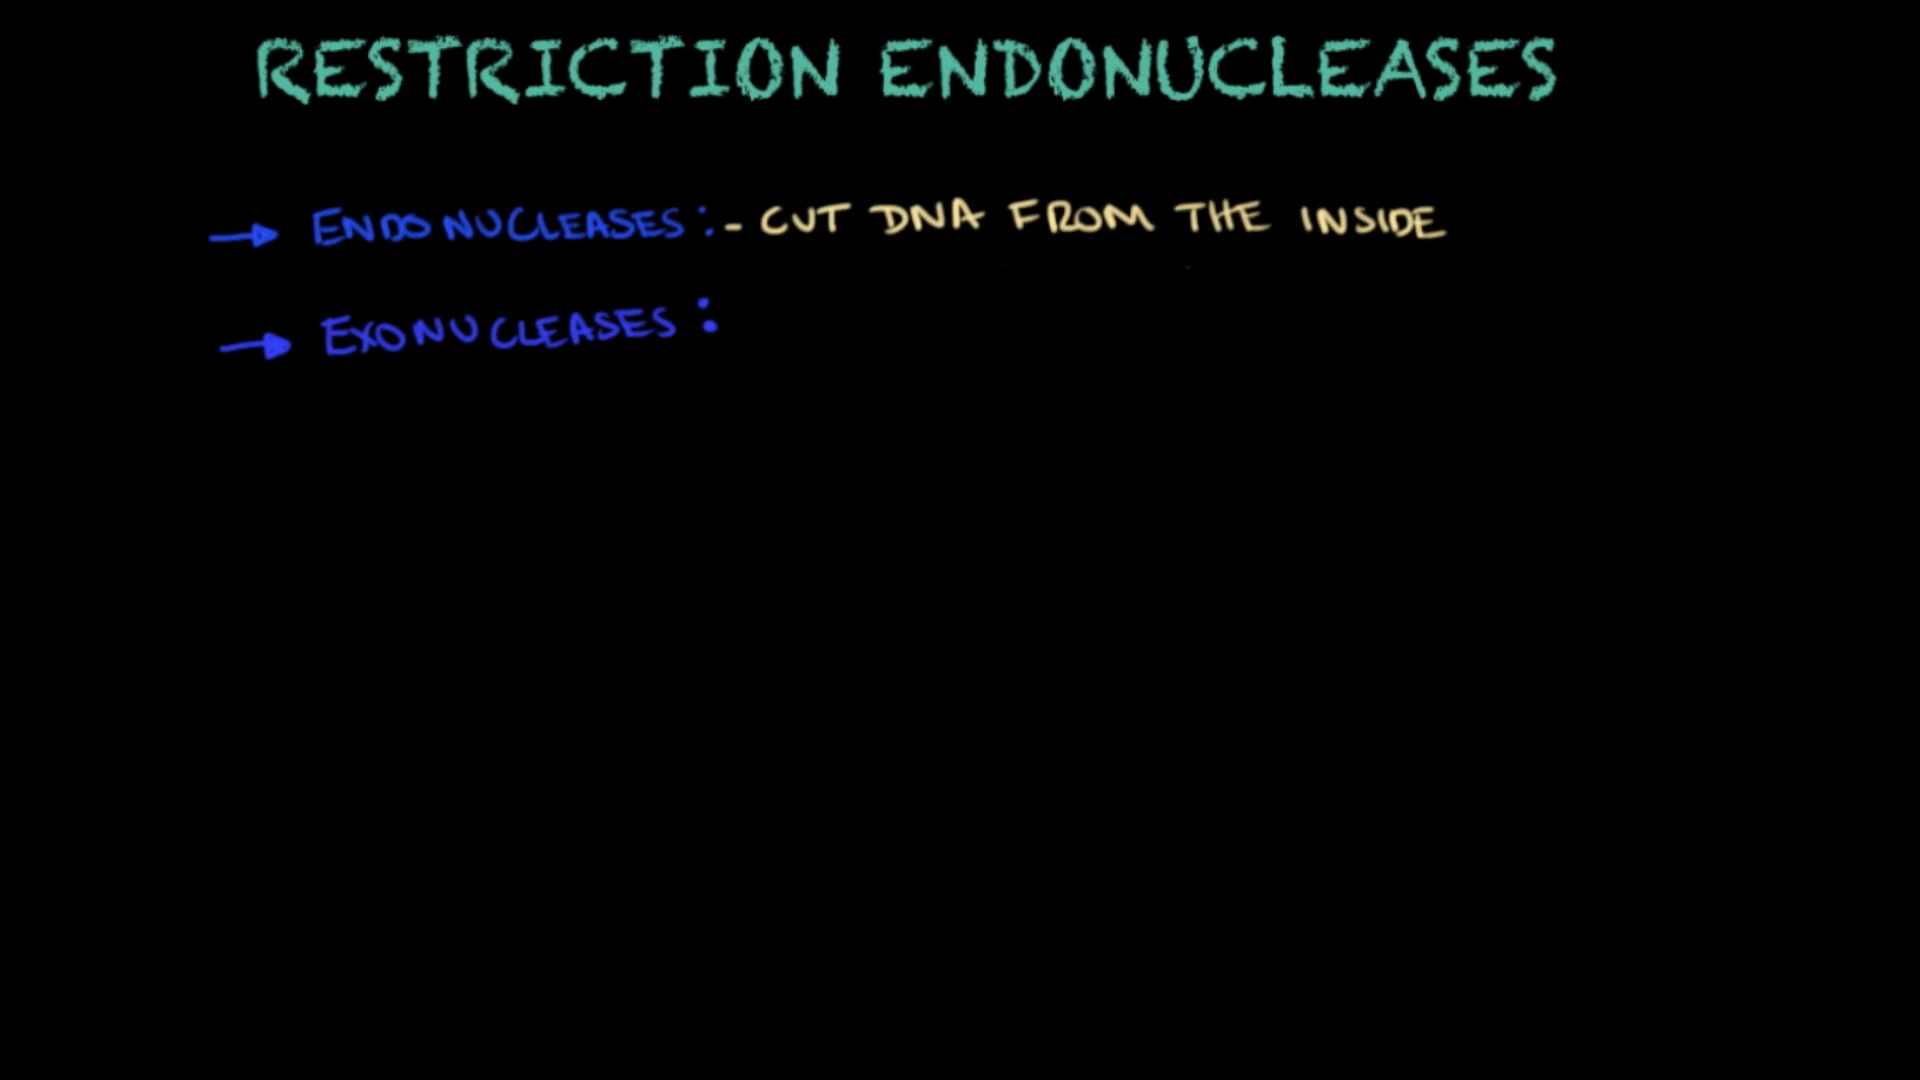 RESTRICTION ENDONUCLEASES
→ ENDONUCLEASES : - CUT DNA FROM THE INSIDE
→ EXONUCLEASES :